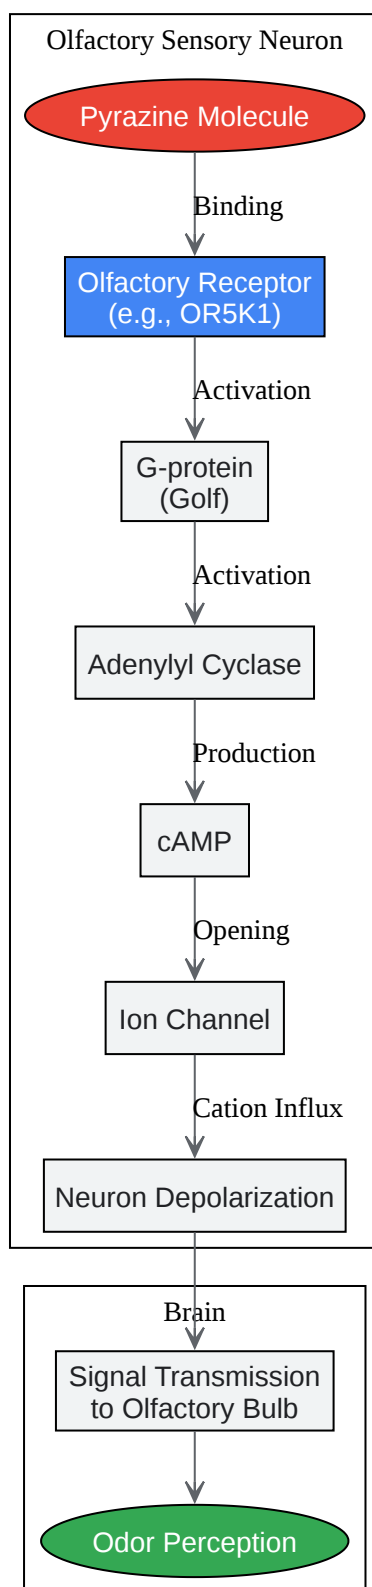 Olfactory Sensory Neuron
Pyrazine Molecule
Binding
Olfactory Receptor
(e.g., OR5K1)
Activation
G-protein
(Golf)
Activation
Adenylyl Cyclase
Production
cAMP
Opening
Ion Channel
Cation Influx
Neuron Depolarization
Brain
Signal Transmission
to Olfactory Bulb
Odor Perception